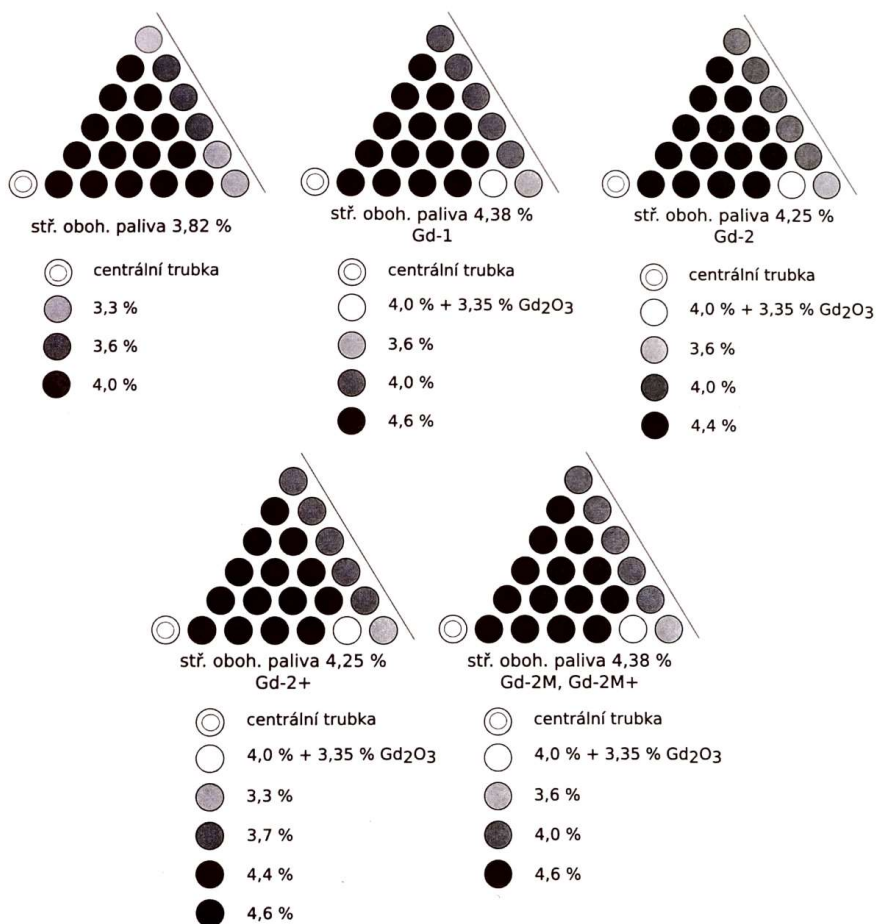 stř. oboh. paliva 3,82 %
centrální trubka
3,3 %
3,6 %
4,0 %
stř. oboh. paliva 4,38 %
Gd-1
centrální trubka
4,0 % + 3,35 % Gd2O3
3,6 %
4,0 %
4,6 %
stř. oboh. paliva 4,25 %
Gd-2
centrální trubka
4,0 % + 3,35 % Gd2O3
3,6 %
4,0 %
4,4 %
stř. oboh. paliva 4,25 %
Gd-2+
centrální trubka
4,0 % + 3,35 % Gd2O3
3,3 %
3,7 %
4,4 %
4,6 %
stř. oboh. paliva 4,38 %
Gd-2M, Gd-2M+
centrální trubka
4,0 % + 3,35 % Gd2O3
3,6 %
4,0 %
4,6 %